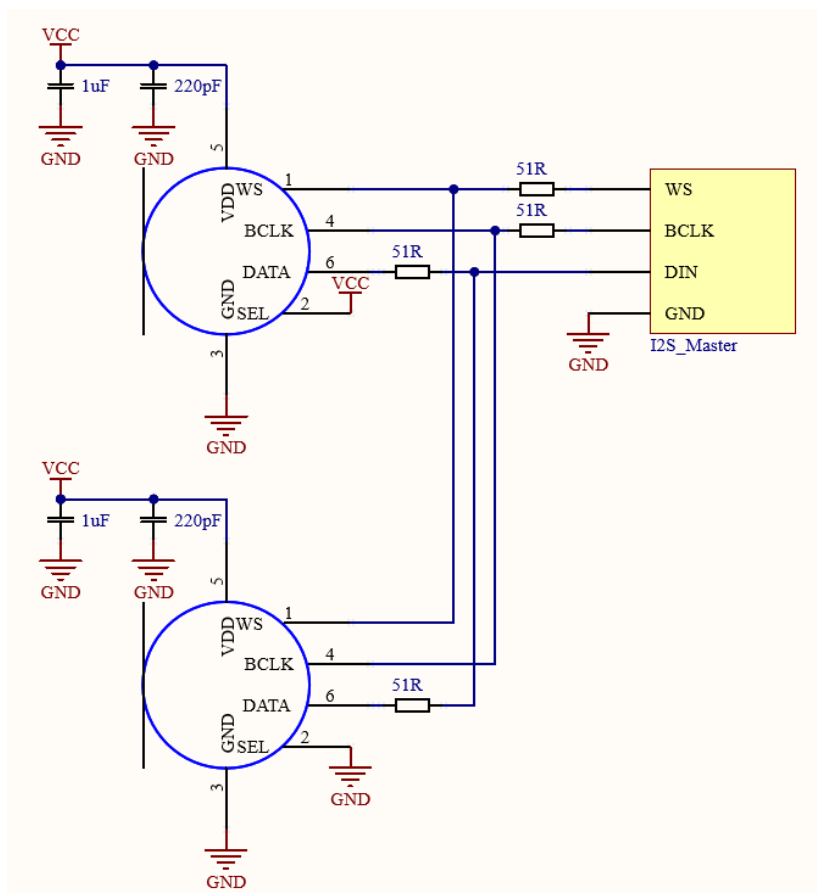 VCC
1uF 220pF
GND GND
5
VDD
WS 1 51R WS
BCLK 4 51R BCLK
DATA 6 51R DIN
VCC
GND SEL 2 GND
3
GND
I2S_Master
GND
VCC
1uF 220pF
GND GND
5
VDD
WS 1
BCLK 4
51R
DATA 6
GND SEL 2
3
GND
GND